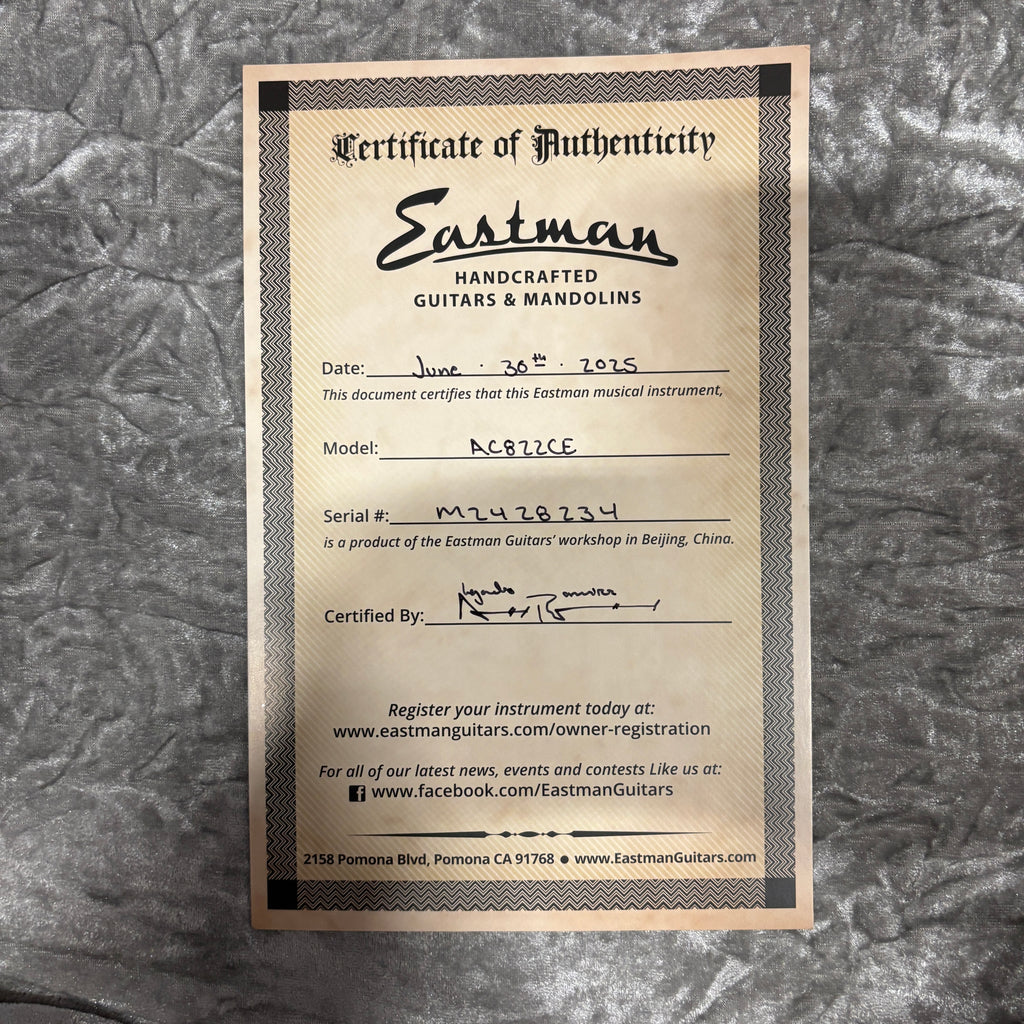 Certificate of Authenticity
Eastman
HANDCRAFTED
GUITARS & MANDOLINS
Date: June · 30th · 2025
This document certifies that this Eastman musical instrument,
Model: AC822CE
Serial #: M2428234
is a product of the Eastman Guitars' workshop in Beijing, China.
Certified By:
Register your instrument today at:
www.eastmanguitars.com/owner-registration
For all of our latest news, events and contests Like us at:
www.facebook.com/EastmanGuitars
2158 Pomona Blvd, Pomona CA 91768 ● www.EastmanGuitars.com